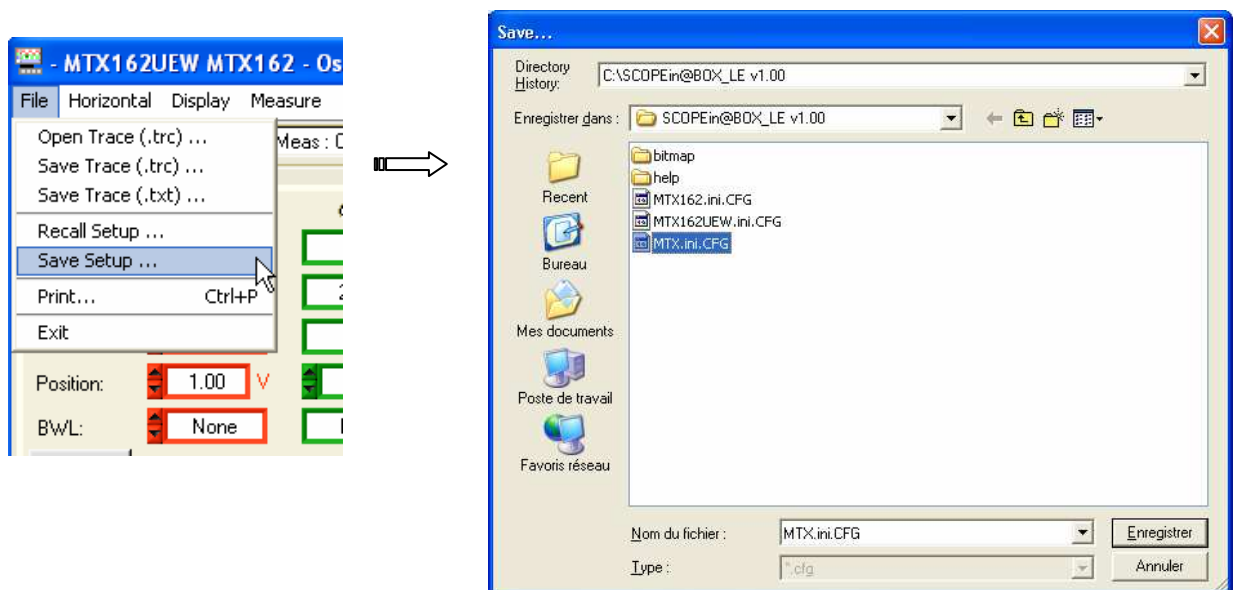 - MTX162UEW MTX162 - Os
File Horizontal Display Measure
Open Trace (.trc) ...
Meas :
Save Trace (.trc) ...
Save Trace (.txt) ...
Recall Setup ...
Save Setup ...
Print... Ctrl+P
Exit
Position: 1.00 V
BWL: None
Save...
Directory History: C:\SCOPEin@BOX_LE v1.00
Enregistrer dans : SCOPEin@BOX_LE v1.00
bitmap
help
MTX162.ini.CFG
MTX162UEW.ini.CFG
MTX.ini.CFG
Recent
Bureau
Mes documents
Poste de travail
Favoris réseau
Nom du fichier : MTX.ini.CFG Enregistrer
Type : *.cfg Annuler